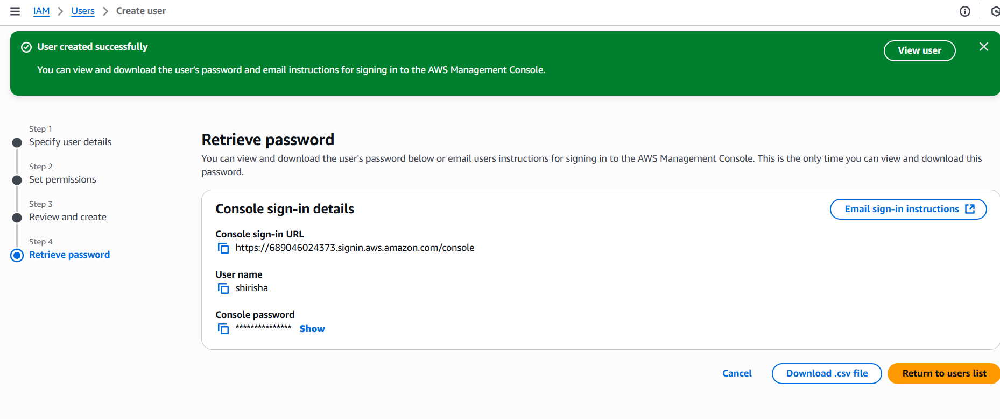 IAM > Users > Create user
User created successfully
View user
You can view and download the user's password and email instructions for signing in to the AWS Management Console.
Step 1
Specify user details
Step 2
Set permissions
Step 3
Review and create
Step 4
Retrieve password
Retrieve password
You can view and download the user's password below or email users instructions for signing in to the AWS Management Console. This is the only time you can view and download this
password.
Console sign-in details
Email sign-in instructions
Console sign-in URL
https://689046024373.signin.aws.amazon.com/console
User name
shirisha
Console password
*************** Show
Cancel
Download .csv file
Return to users list